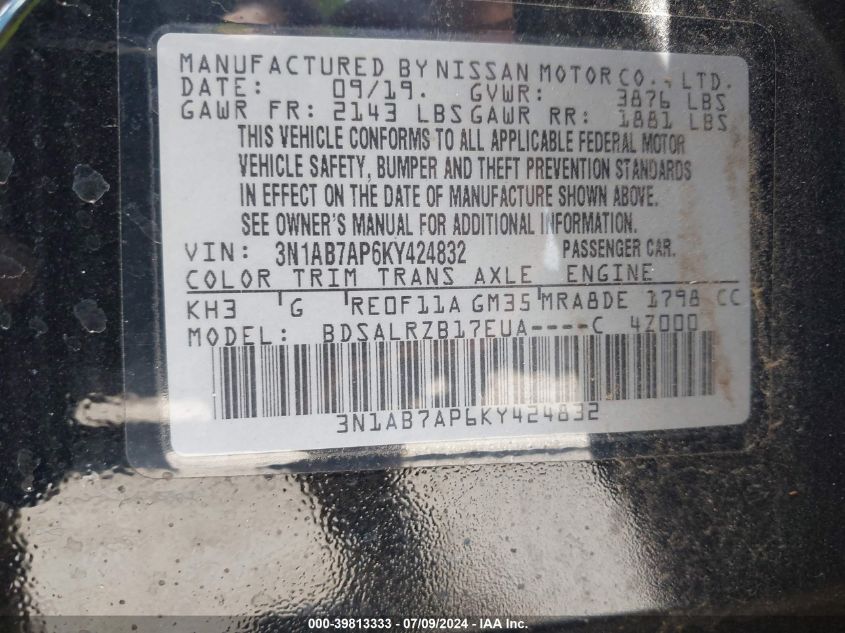 MANUFACTURED BY NISSAN MOTOR CO., LTD.
DATE: 09/19. GVWR: 3876 LBS
GAWR FR: 2143 LBS GAWR RR: 1881 LBS
THIS VEHICLE CONFORMS TO ALL APPLICABLE FEDERAL MOTOR
VEHICLE SAFETY, BUMPER AND THEFT PREVENTION STANDARDS
IN EFFECT ON THE DATE OF MANUFACTURE SHOWN ABOVE.
SEE OWNER'S MANUAL FOR ADDITIONAL INFORMATION.
VIN: 3N1AB7AP6KY424832 PASSENGER CAR.
COLOR TRIM TRANS AXLE ENGINE
KH3 G RE0F11A GM35 MRA8DE 1798 CC
MODEL: BDSALRZB17EUA----C 4Z000
3N1AB7AP6KY424832
000-39813333 - 07/09/2024 - IAA Inc.